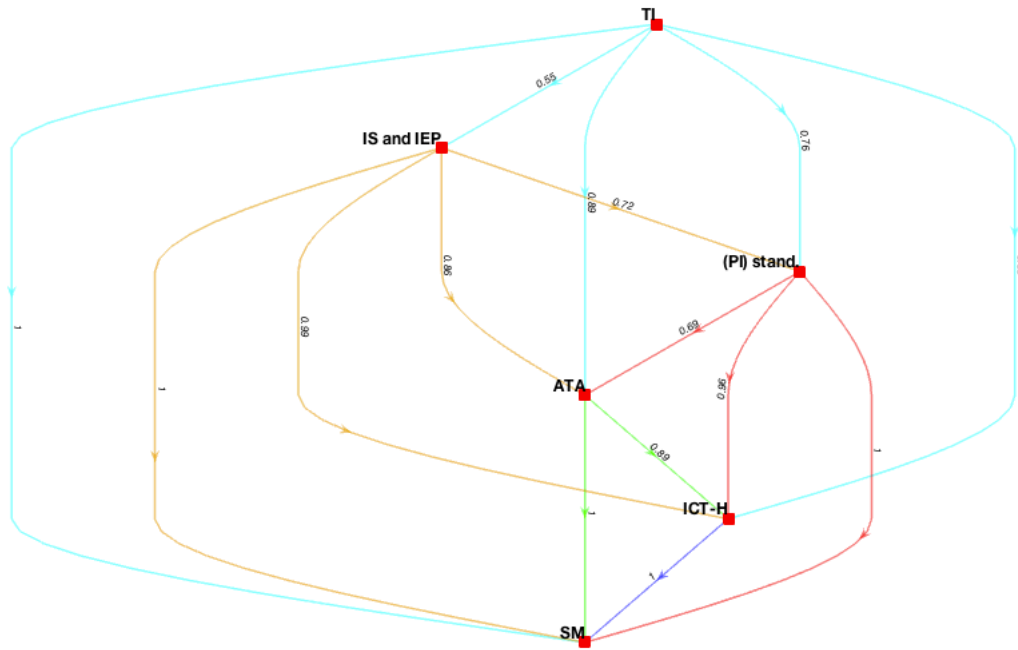 TI
0.55
IS and IEP
0.76
0.89
0.72
(PI) stand.
0.86
0.99
1
0.69
ATA
0.96
1
0.89
1
ICT-H
1
1
SM